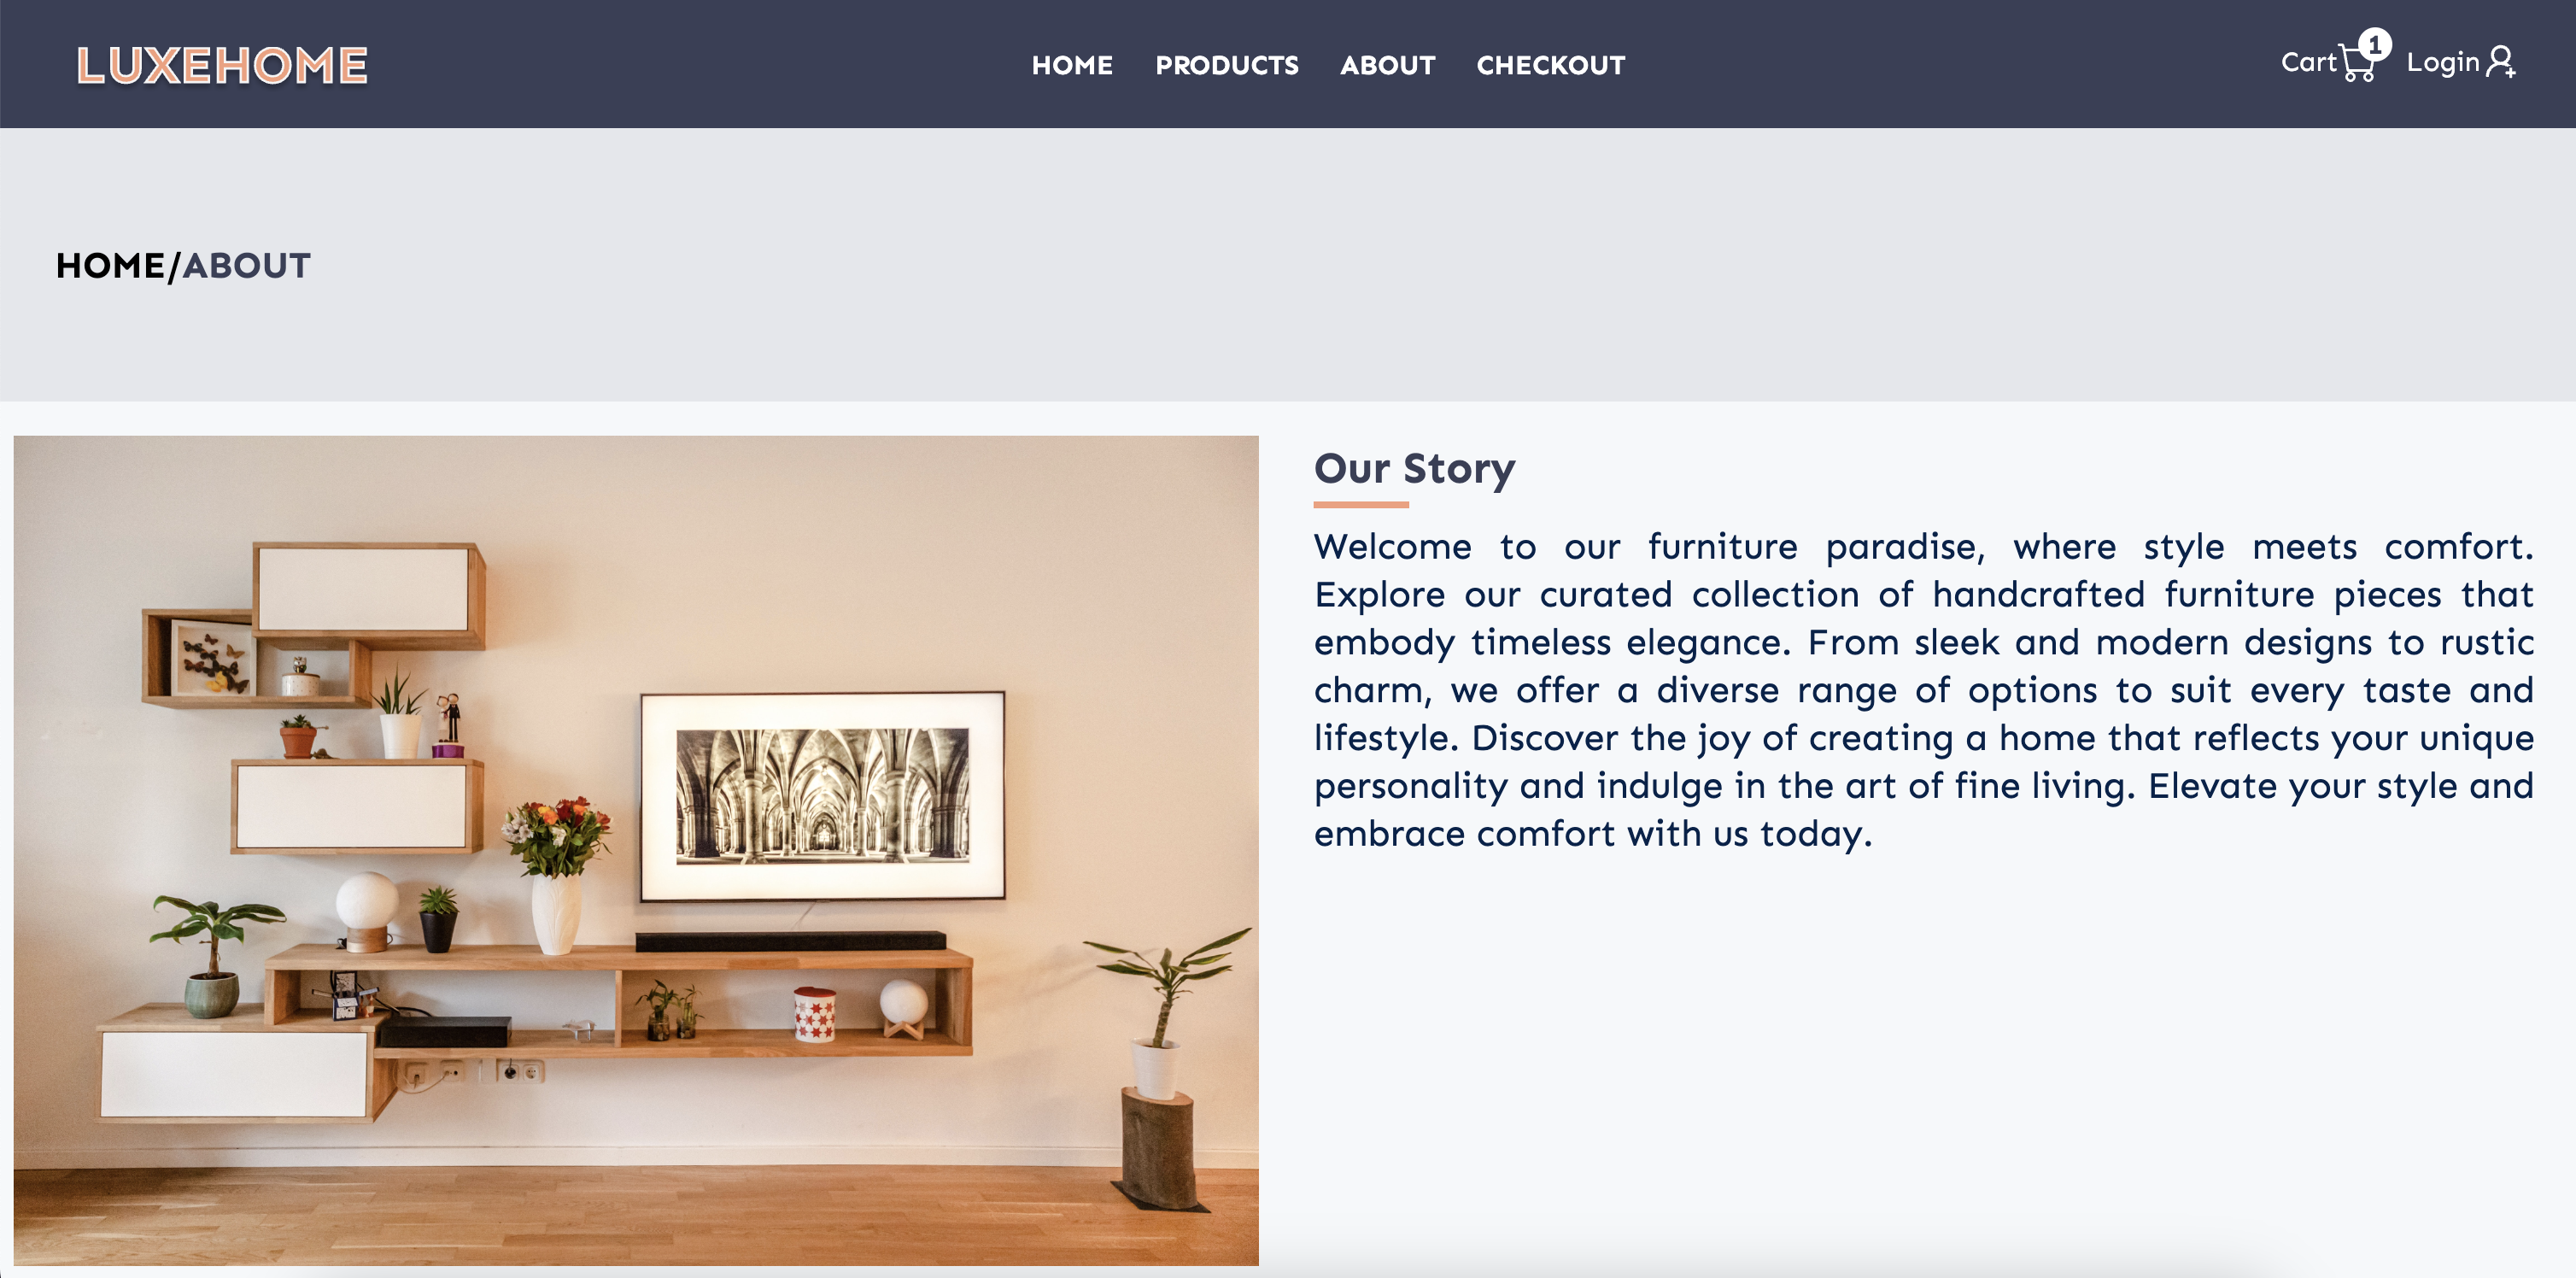 LUXEHOME
HOME PRODUCTS ABOUT CHECKOUT
Cart 1 Login
HOME/ABOUT
Our Story
Welcome to our furniture paradise, where style meets comfort.
Explore our curated collection of handcrafted furniture pieces that
embody timeless elegance. From sleek and modern designs to rustic
charm, we offer a diverse range of options to suit every taste and
lifestyle. Discover the joy of creating a home that reflects your unique
personality and indulge in the art of fine living. Elevate your style and
embrace comfort with us today.